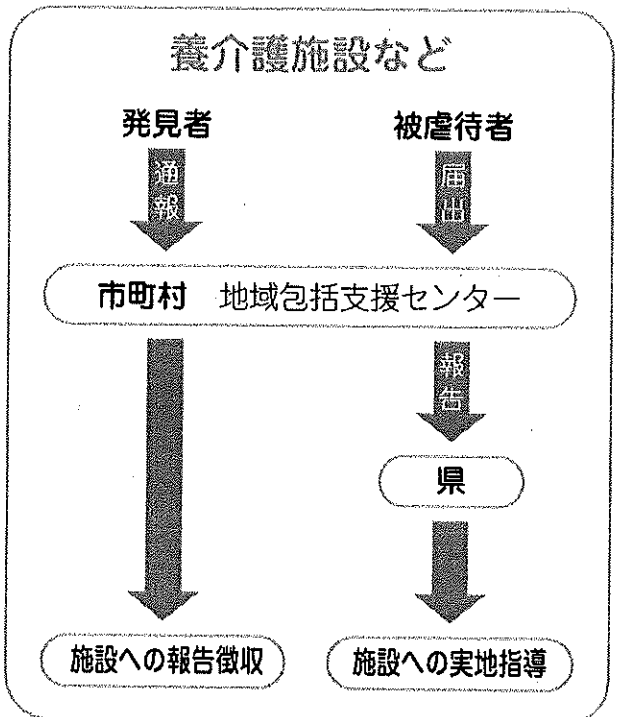 養介護施設など
発見者
被虐待者
通報
届出
市町村 地域包括支援センター
報告
県
施設への報告徴収
施設への実地指導